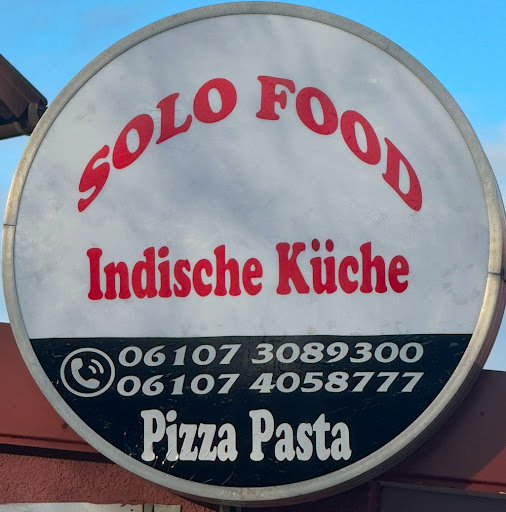 SOLO FOOD
Indische Küche
06107 3089300
06107 4058777
Pizza Pasta